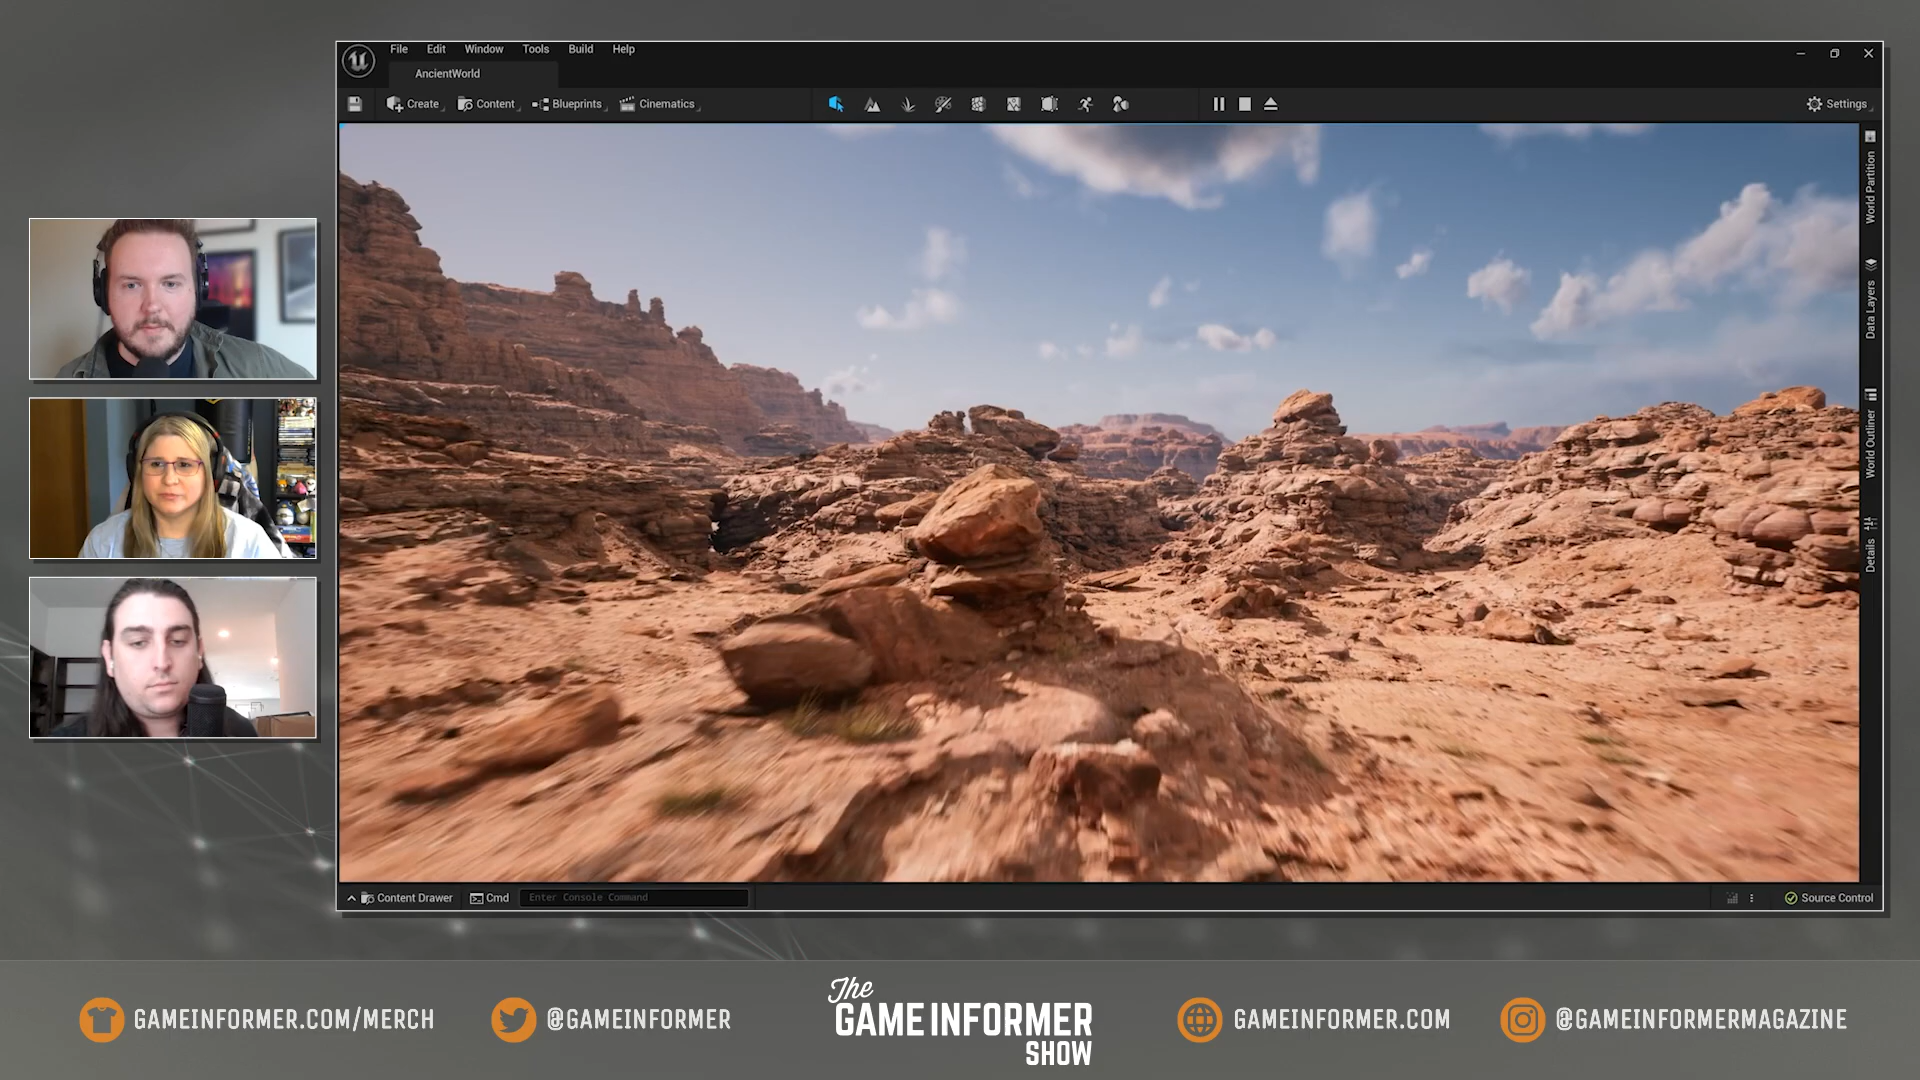 File Edit Window Tools Build Help
AncientWorld
Create Content Blueprints Cinematics Settings
World Partition
Data Layers
World Outliner
Details
Content Drawer Cmd Enter Console Command Source Control
GAMEINFORMER.COM/MERCH @GAMEINFORMER The GAME INFORMER SHOW GAMEINFORMER.COM @GAMEINFORMERMAGAZINE